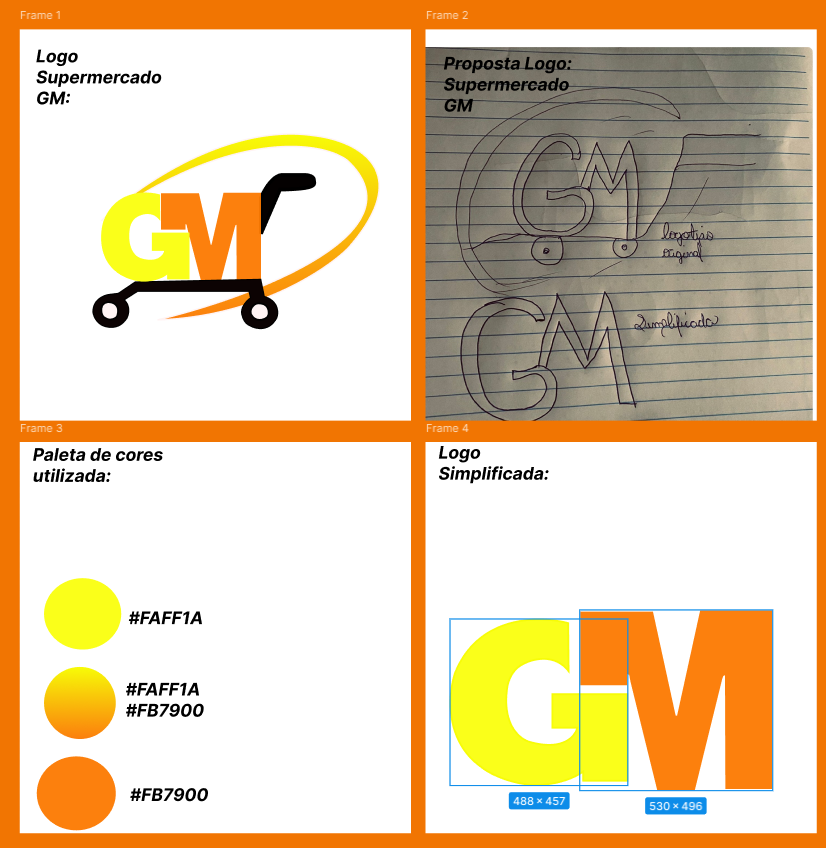 Frame 1
Logo
Supermercado
GM:
GM
Frame 2
Proposta Logo:
Supermercado
GM
GM
logotipo
original
GM
Simplificada
Frame 3
Paleta de cores
utilizada:
#FAFF1A
#FAFF1A
#FB7900
#FB7900
Frame 4
Logo
Simplificada:
GM
488 × 457
530 × 496